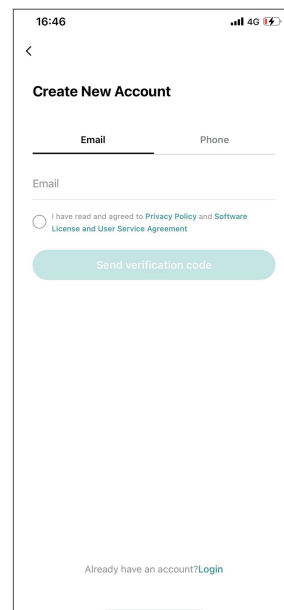 16:46 4G
Create New Account
Email Phone
Email
I have read and agreed to Privacy Policy and Software
License and User Service Agreement
Send verification code
Already have an account?Login